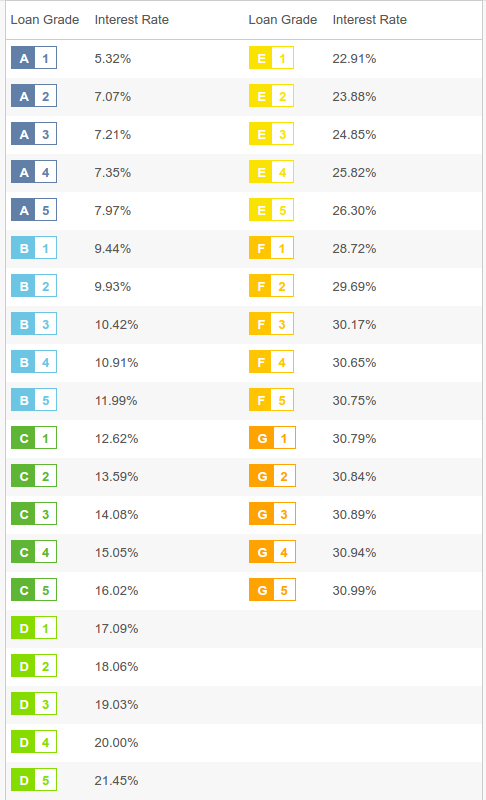 Loan Grade Interest Rate Loan Grade Interest Rate
A 1 5.32% E 1 22.91%
A 2 7.07% E 2 23.88%
A 3 7.21% E 3 24.85%
A 4 7.35% E 4 25.82%
A 5 7.97% E 5 26.30%
B 1 9.44% F 1 28.72%
B 2 9.93% F 2 29.69%
B 3 10.42% F 3 30.17%
B 4 10.91% F 4 30.65%
B 5 11.99% F 5 30.75%
C 1 12.62% G 1 30.79%
C 2 13.59% G 2 30.84%
C 3 14.08% G 3 30.89%
C 4 15.05% G 4 30.94%
C 5 16.02% G 5 30.99%
D 1 17.09%
D 2 18.06%
D 3 19.03%
D 4 20.00%
D 5 21.45%